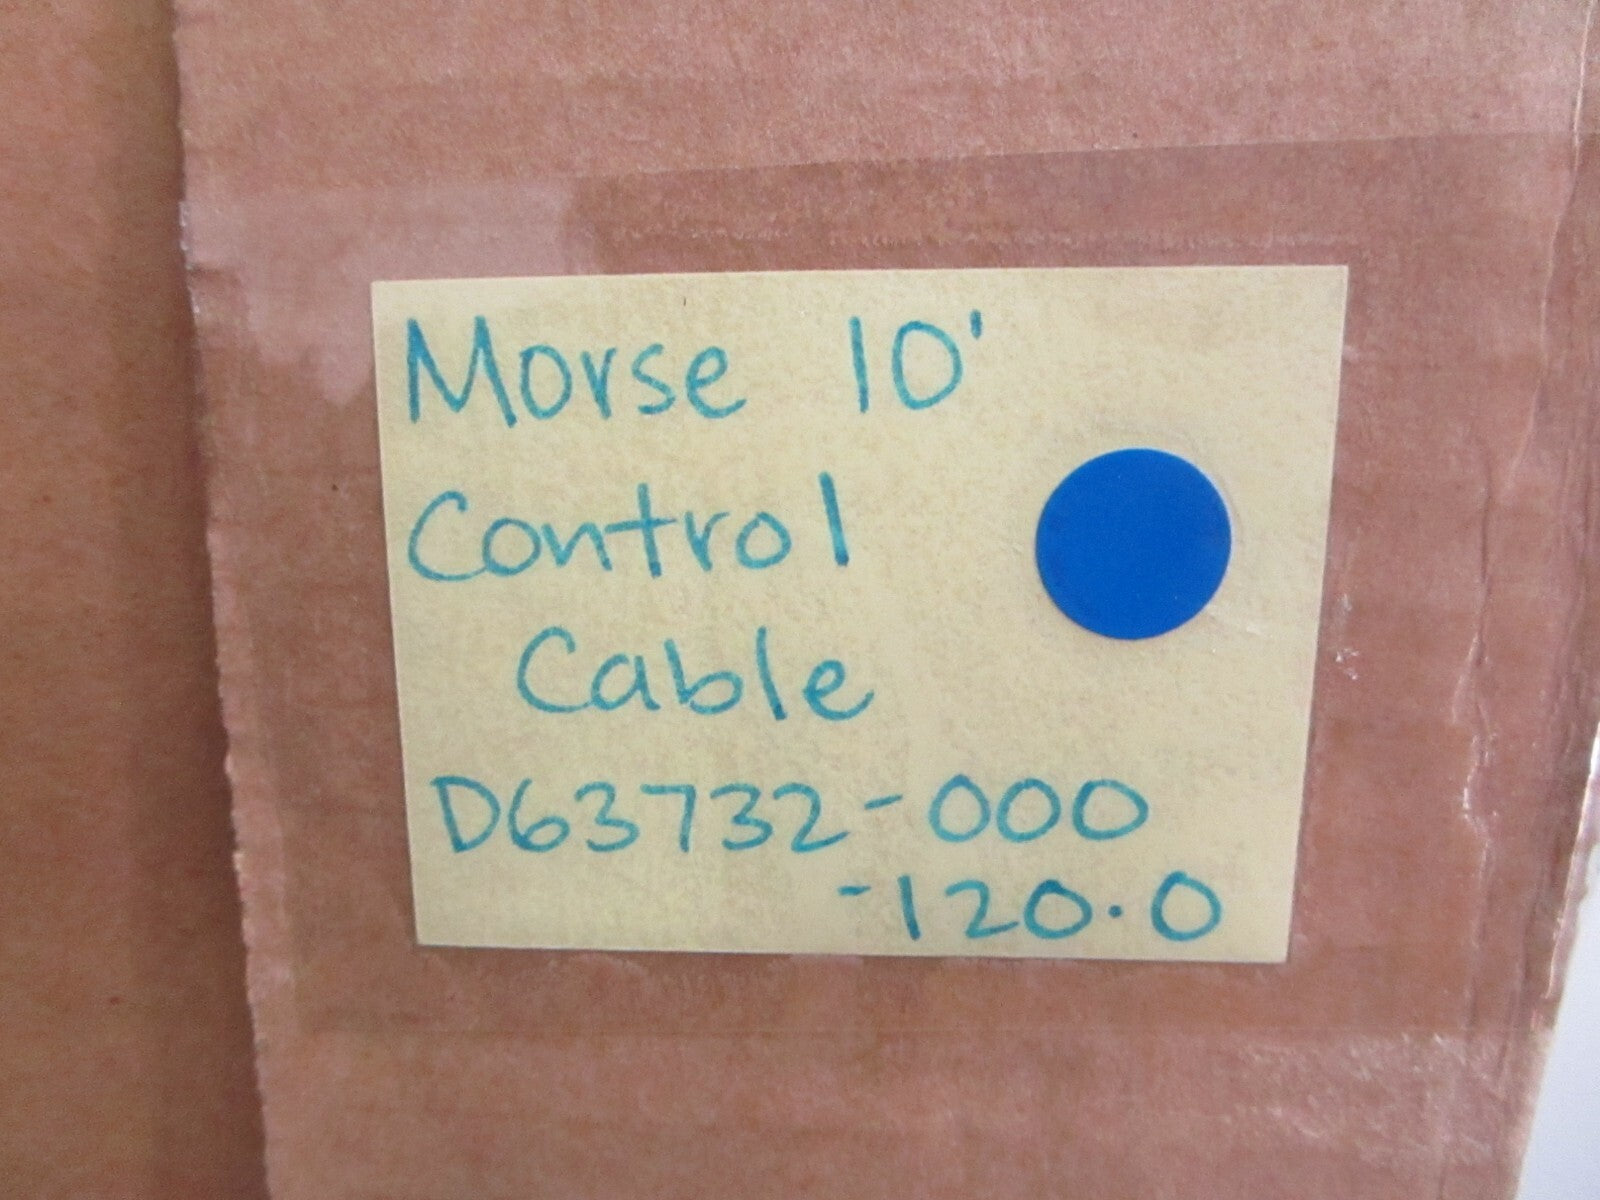 Morse 10'
Control
Cable
D63732-000
-120.0